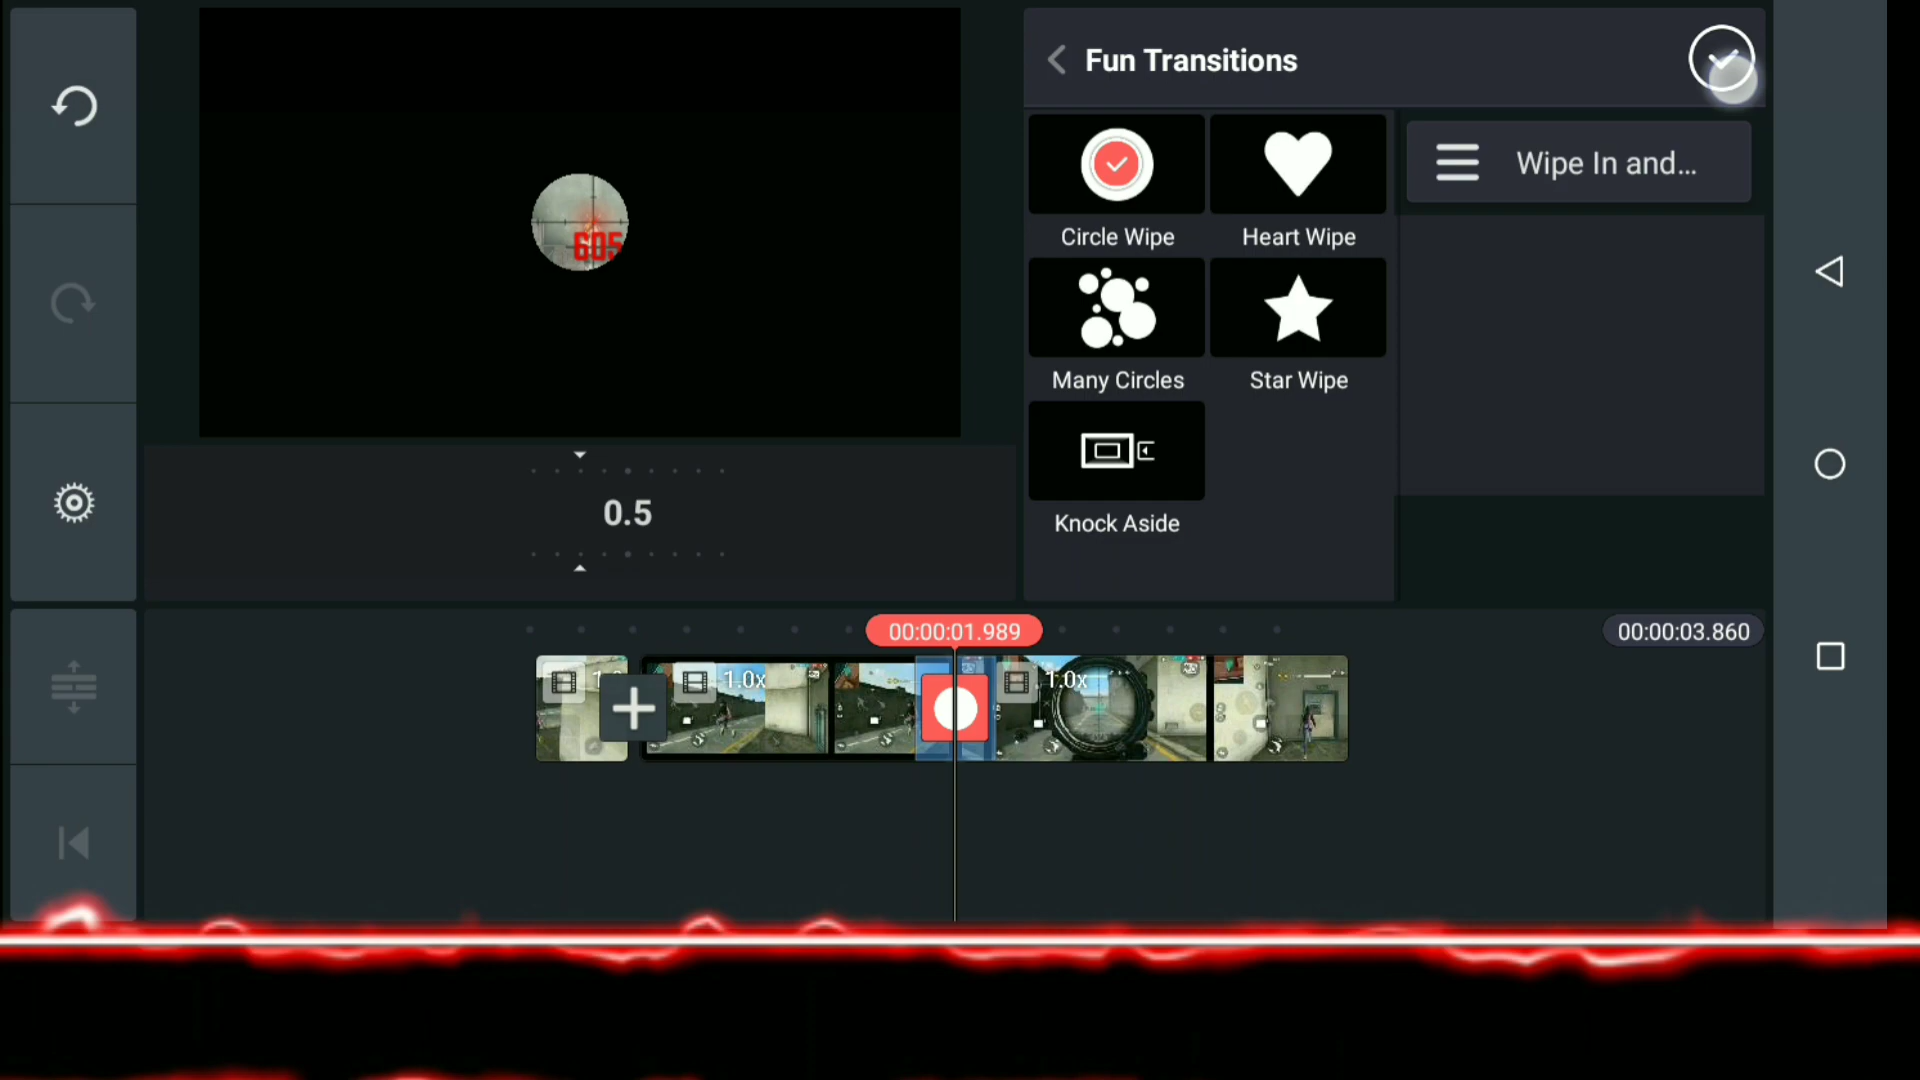 Fun Transitions
Wipe In and...
Circle Wipe
Heart Wipe
Many Circles
Star Wipe
Knock Aside
605
0.5
00:00:01.989
00:00:03.860
1.0x
1.0x